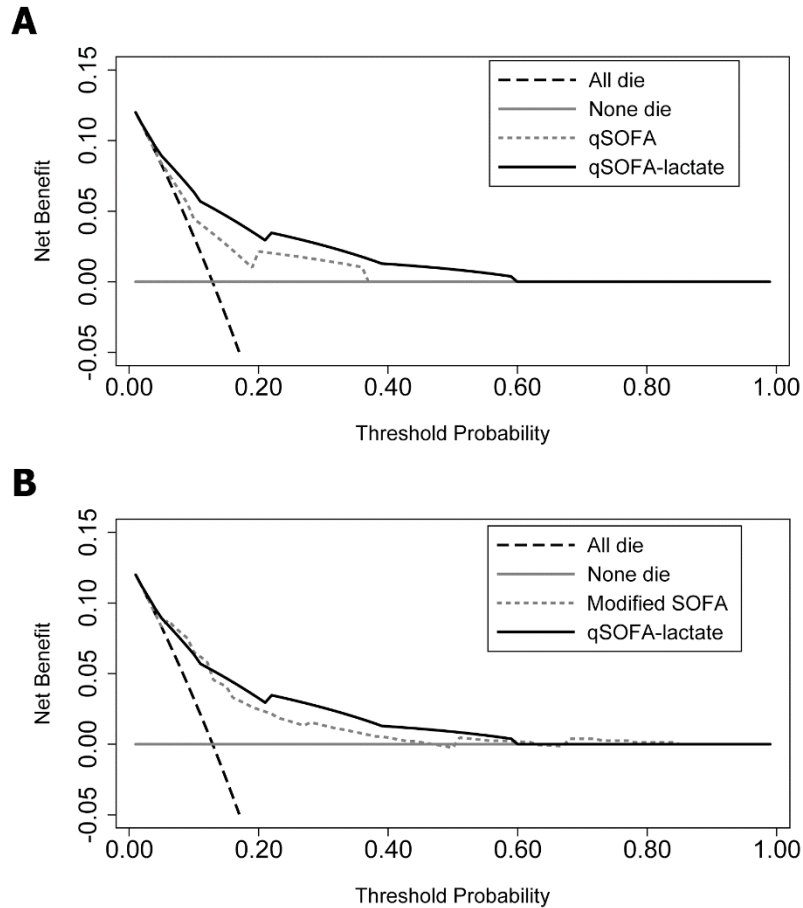 A
0.15
0.10
0.05
0.00
-0.05
Net Benefit
All die
None die
qSOFA
qSOFA-lactate
0.00 0.20 0.40 0.60 0.80 1.00
Threshold Probability
B
0.15
0.10
0.05
0.00
-0.05
Net Benefit
All die
None die
Modified SOFA
qSOFA-lactate
0.00 0.20 0.40 0.60 0.80 1.00
Threshold Probability